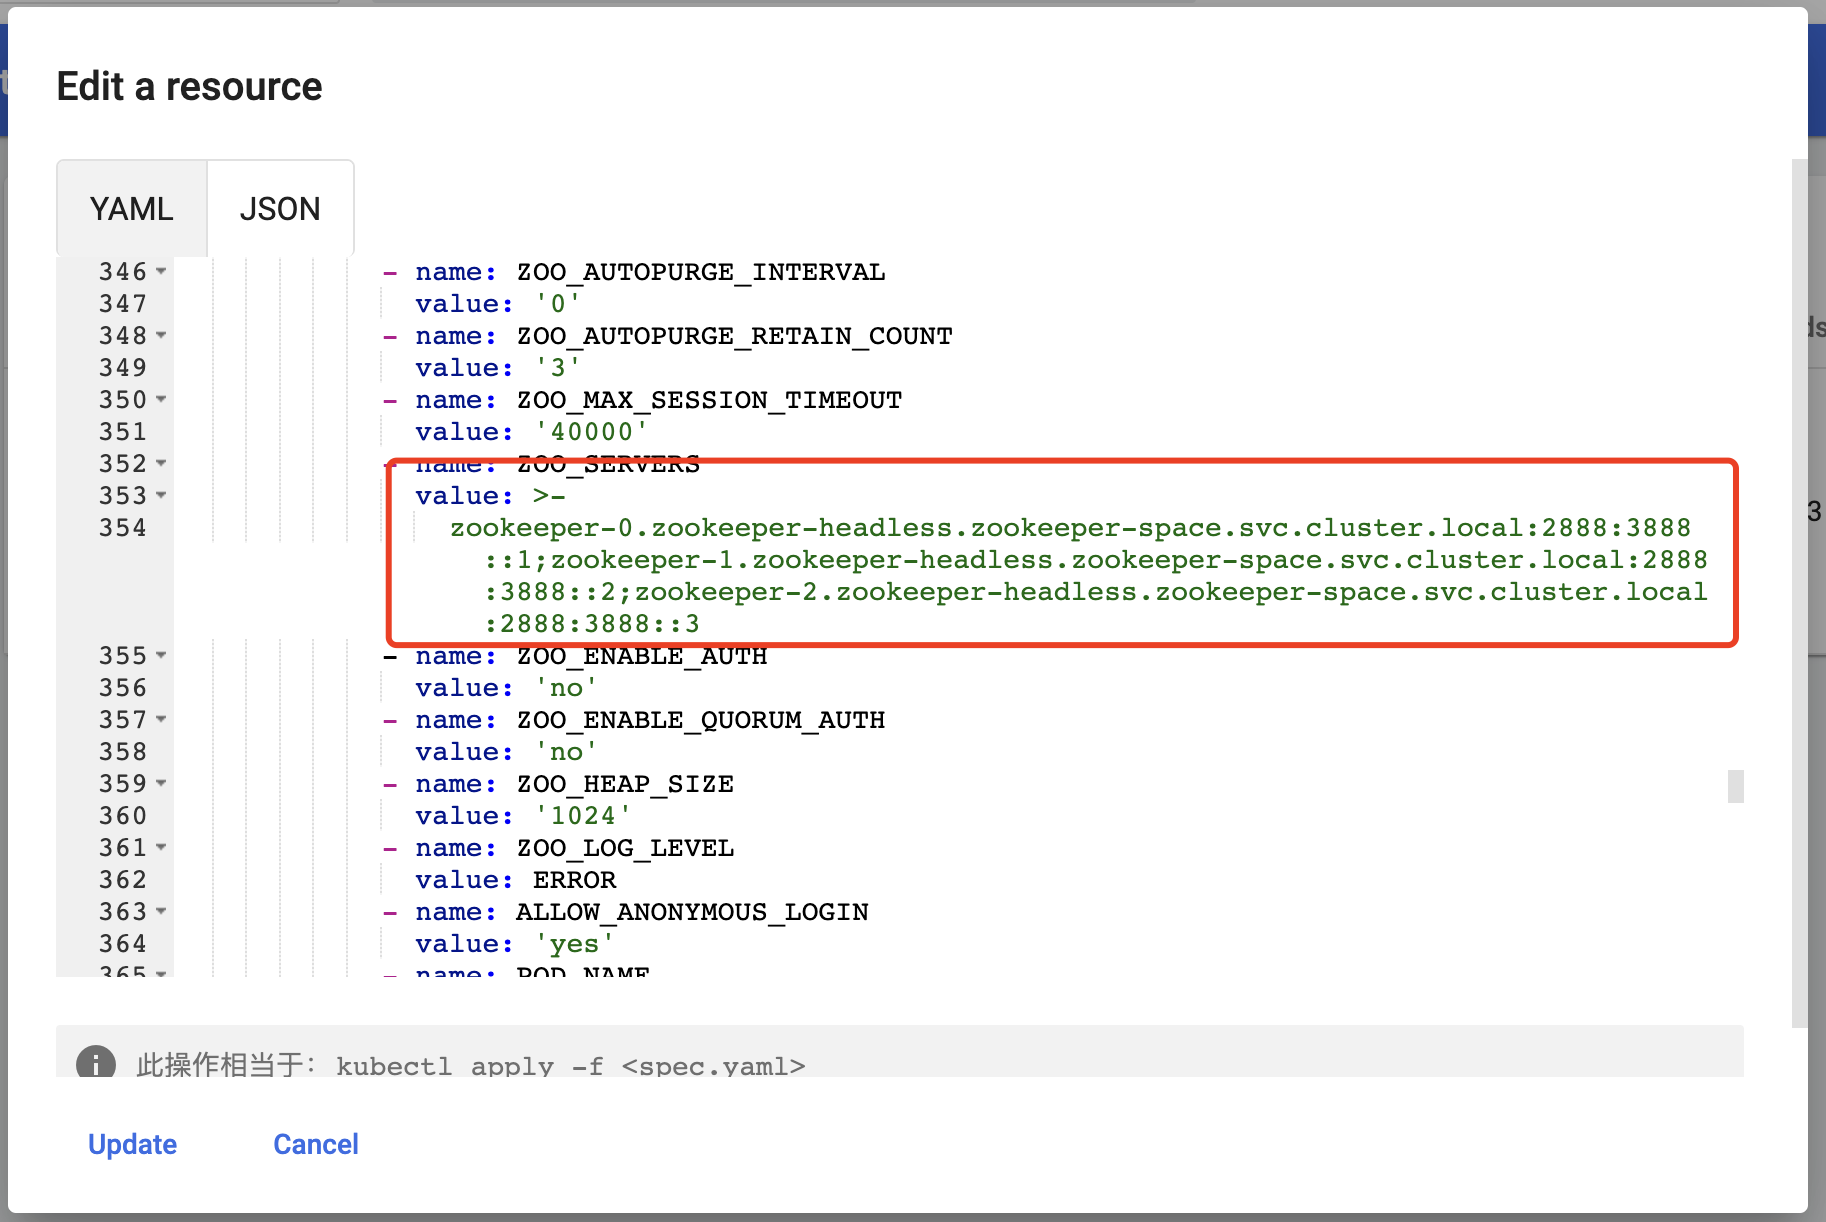 Edit a resource
YAML JSON
346 - name: ZOO_AUTOPURGE_INTERVAL
347 value: '0'
348 - name: ZOO_AUTOPURGE_RETAIN_COUNT
349 value: '3'
350 - name: ZOO_MAX_SESSION_TIMEOUT
351 value: '40000'
352 - name: ZOO_SERVERS
353 value: >-
354 zookeeper-0.zookeeper-headless.zookeeper-space.svc.cluster.local:2888:3888
::1;zookeeper-1.zookeeper-headless.zookeeper-space.svc.cluster.local:2888
:3888::2;zookeeper-2.zookeeper-headless.zookeeper-space.svc.cluster.local
:2888:3888::3
355 - name: ZOO_ENABLE_AUTH
356 value: 'no'
357 - name: ZOO_ENABLE_QUORUM_AUTH
358 value: 'no'
359 - name: ZOO_HEAP_SIZE
360 value: '1024'
361 - name: ZOO_LOG_LEVEL
362 value: ERROR
363 - name: ALLOW_ANONYMOUS_LOGIN
364 value: 'yes'
365 - name: POD_NAME
此操作相当于: kubectl apply -f <spec.yaml>
Update Cancel
ds
3